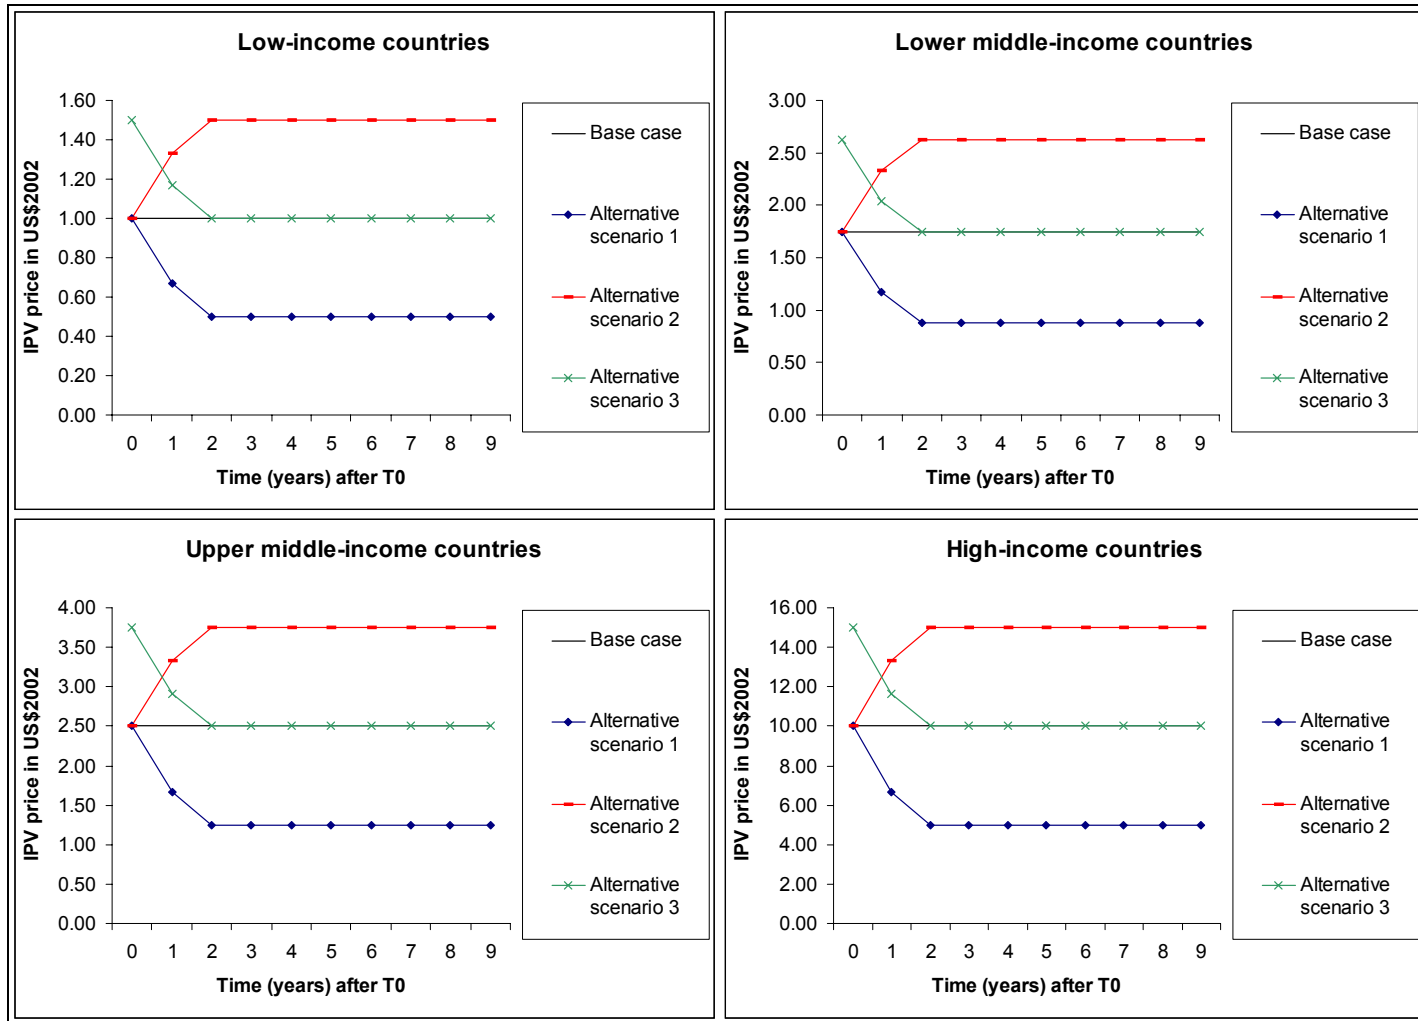 Low-income countries
IPV price in US$2002
1.60
1.40
1.20
1.00
0.80
0.60
0.40
0.20
0.00
0 1 2 3 4 5 6 7 8 9
Time (years) after T0
Base case
Alternative
scenario 1
Alternative
scenario 2
Alternative
scenario 3
Lower middle-income countries
IPV price in US$2002
3.00
2.50
2.00
1.50
1.00
0.50
0.00
0 1 2 3 4 5 6 7 8 9
Time (years) after T0
Base case
Alternative
scenario 1
Alternative
scenario 2
Alternative
scenario 3
Upper middle-income countries
IPV price in US$2002
4.00
3.50
3.00
2.50
2.00
1.50
1.00
0.50
0.00
0 1 2 3 4 5 6 7 8 9
Time (years) after T0
Base case
Alternative
scenario 1
Alternative
scenario 2
Alternative
scenario 3
High-income countries
IPV price in US$2002
16.00
14.00
12.00
10.00
8.00
6.00
4.00
2.00
0.00
0 1 2 3 4 5 6 7 8 9
Time (years) after T0
Base case
Alternative
scenario 1
Alternative
scenario 2
Alternative
scenario 3